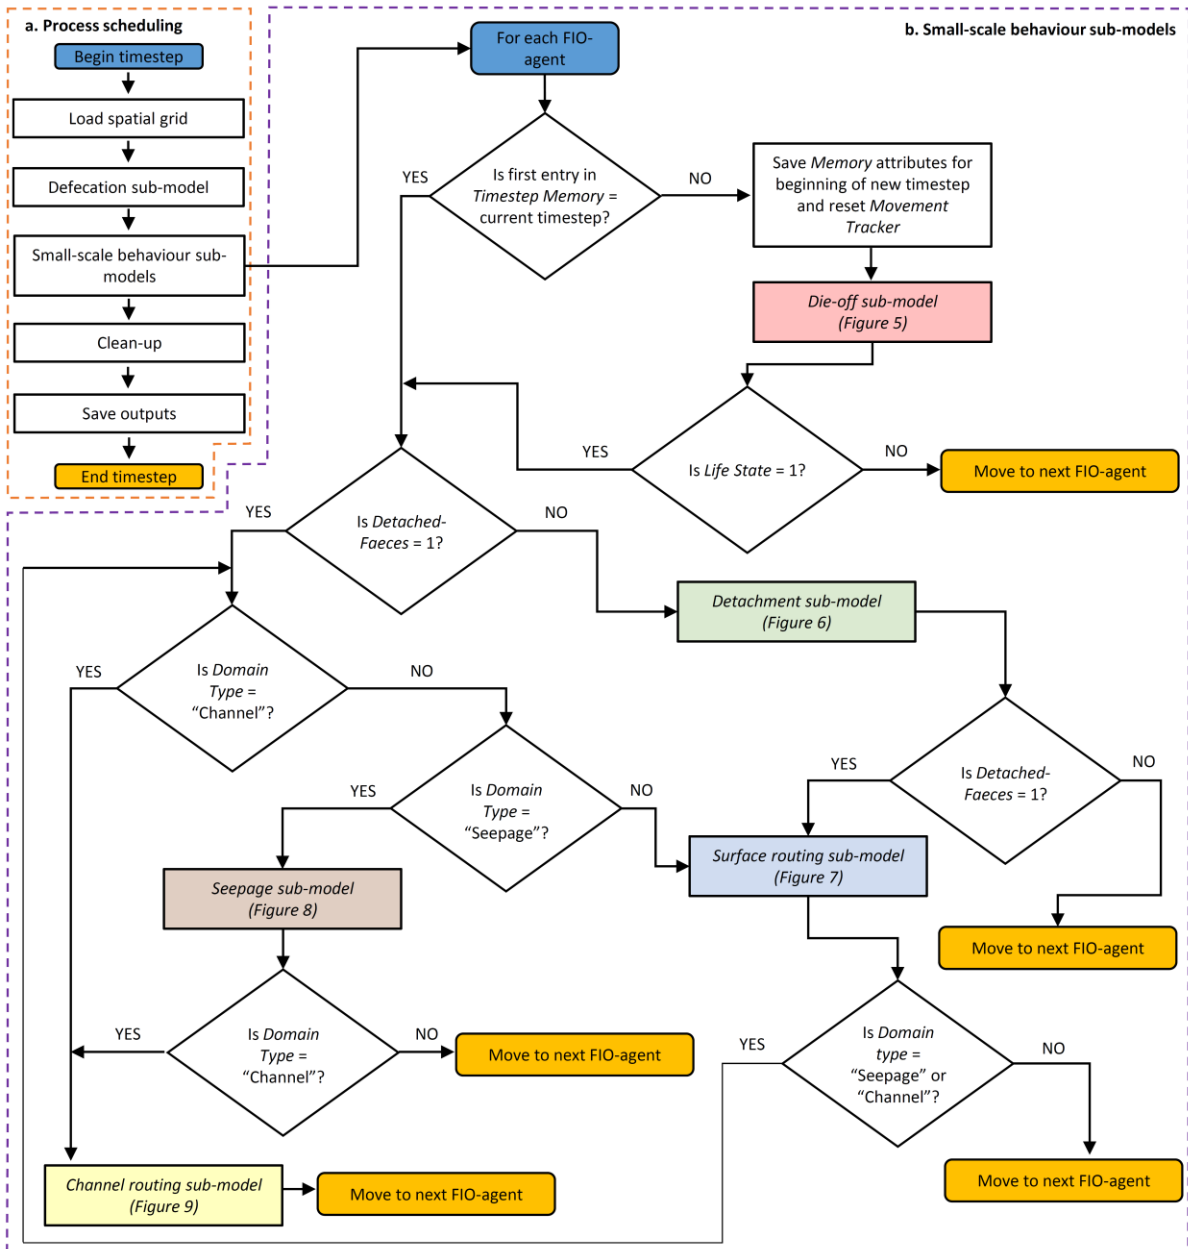 a. Process scheduling
Begin timestep
Load spatial grid
Defecation sub-model
Small-scale behaviour sub-
models
Clean-up
Save outputs
End timestep
b. Small-scale behaviour sub-models
For each FIO-
agent
Is first entry in
Timestep Memory =
current timestep?
YES
NO
Save Memory attributes for
beginning of new timestep
and reset Movement
Tracker
Die-off sub-model
(Figure 5)
Is Life State = 1?
YES
NO
Move to next FIO-agent
Is Detached-
Faeces = 1?
YES
NO
Detachment sub-model
(Figure 6)
Is Domain
Type =
“Channel”?
YES
NO
Is Detached-
Faeces = 1?
YES
NO
Is Domain
Type =
“Seepage”?
YES
NO
Surface routing sub-model
(Figure 7)
Seepage sub-model
(Figure 8)
Move to next FIO-agent
Is Domain
Type =
“Channel”?
YES
NO
Move to next FIO-agent
Is Domain
type =
“Seepage” or
“Channel”?
YES
NO
Move to next FIO-agent
Channel routing sub-model
(Figure 9)
Move to next FIO-agent